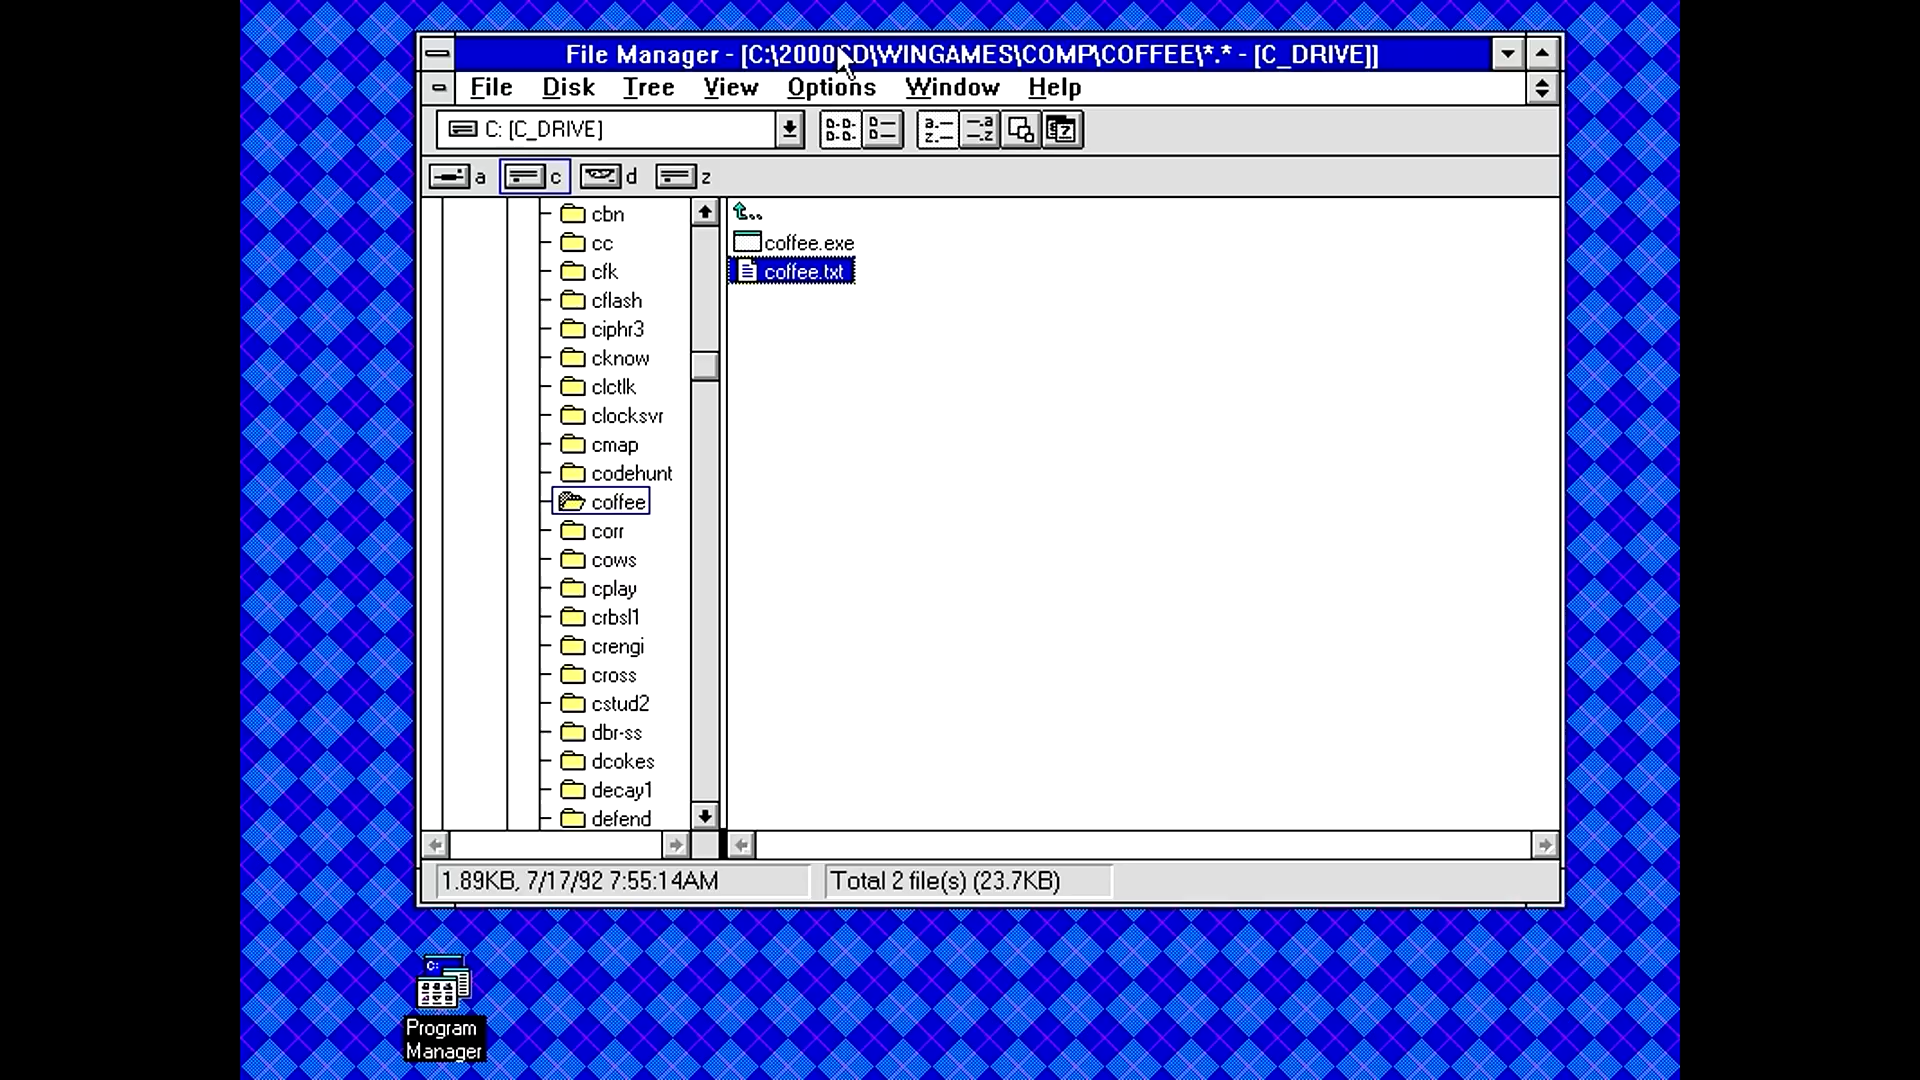 File Manager - [C:\2000CD\WINGAMES\COMP\COFFEE\*.* - [C_DRIVE]]
File Disk Tree View Options Window Help
C: [C_DRIVE]
a c d z
cbn
cc
cfk
cflash
ciphr3
cknow
clctlk
clocksvr
cmap
codehunt
coffee
corr
cows
cplay
crbsl1
crengi
cross
cstud2
dbr-ss
dcokes
decay1
defend
..
coffee.exe
coffee.txt
1.89KB, 7/17/92 7:55:14AM
Total 2 file(s) (23.7KB)
Program
Manager